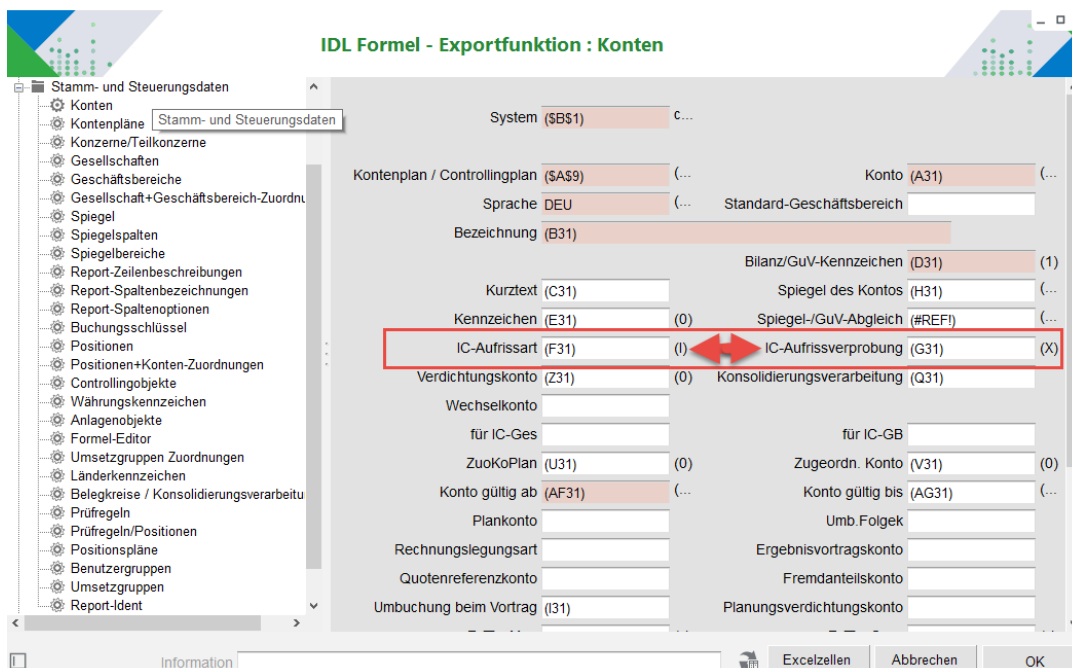 IDL Formel - Exportfunktion : Konten
Stamm- und Steuerungsdaten
Konten
Kontenpläne
Stamm- und Steuerungsdaten
Konzerne/Teilkonzerne
Gesellschaften
Geschäftsbereiche
Gesellschaft+Geschäftsbereich-Zuordnu
Spiegel
Spiegelspalten
Spiegelbereiche
Report-Zeilenbeschreibungen
Report-Spaltenbezeichnungen
Report-Spaltenoptionen
Buchungsschlüssel
Positionen
Positionen+Konten-Zuordnungen
Controllingobjekte
Währungskennzeichen
Anlagenobjekte
Formel-Editor
Umsetzgruppen Zuordnungen
Länderkennzeichen
Belegkreise / Konsolidierungsverarbeitu
Prüfregeln
Prüfregeln/Positionen
Positionspläne
Benutzergruppen
Umsetzgruppen
Report-Ident
System ($B$1) c...
Kontenplan / Controllingplan ($A$9) (... Konto (A31) (...
Sprache DEU (... Standard-Geschäftsbereich
Bezeichnung (B31)
Bilanz/GuV-Kennzeichen (D31) (1)
Kurztext (C31) Spiegel des Kontos (H31) (...
Kennzeichen (E31) (0) Spiegel-/GuV-Abgleich (#REF!) (...
IC-Aufrissart (F31) (I) IC-Aufrissverprobung (G31) (X)
Verdichtungskonto (Z31) (0) Konsolidierungsverarbeitung (Q31)
Wechselkonto
für IC-Ges für IC-GB
ZuoKoPlan (U31) (0) Zugeordn. Konto (V31) (0)
Konto gültig ab (AF31) (... Konto gültig bis (AG31) (...
Plankonto Umb.Folgek
Rechnungslegungsart Ergebnisvortragskonto
Quotenreferenzkonto Fremdanteilskonto
Umbuchung beim Vortrag (I31) Planungsverdichtungskonto
Information Excelzellen Abbrechen OK